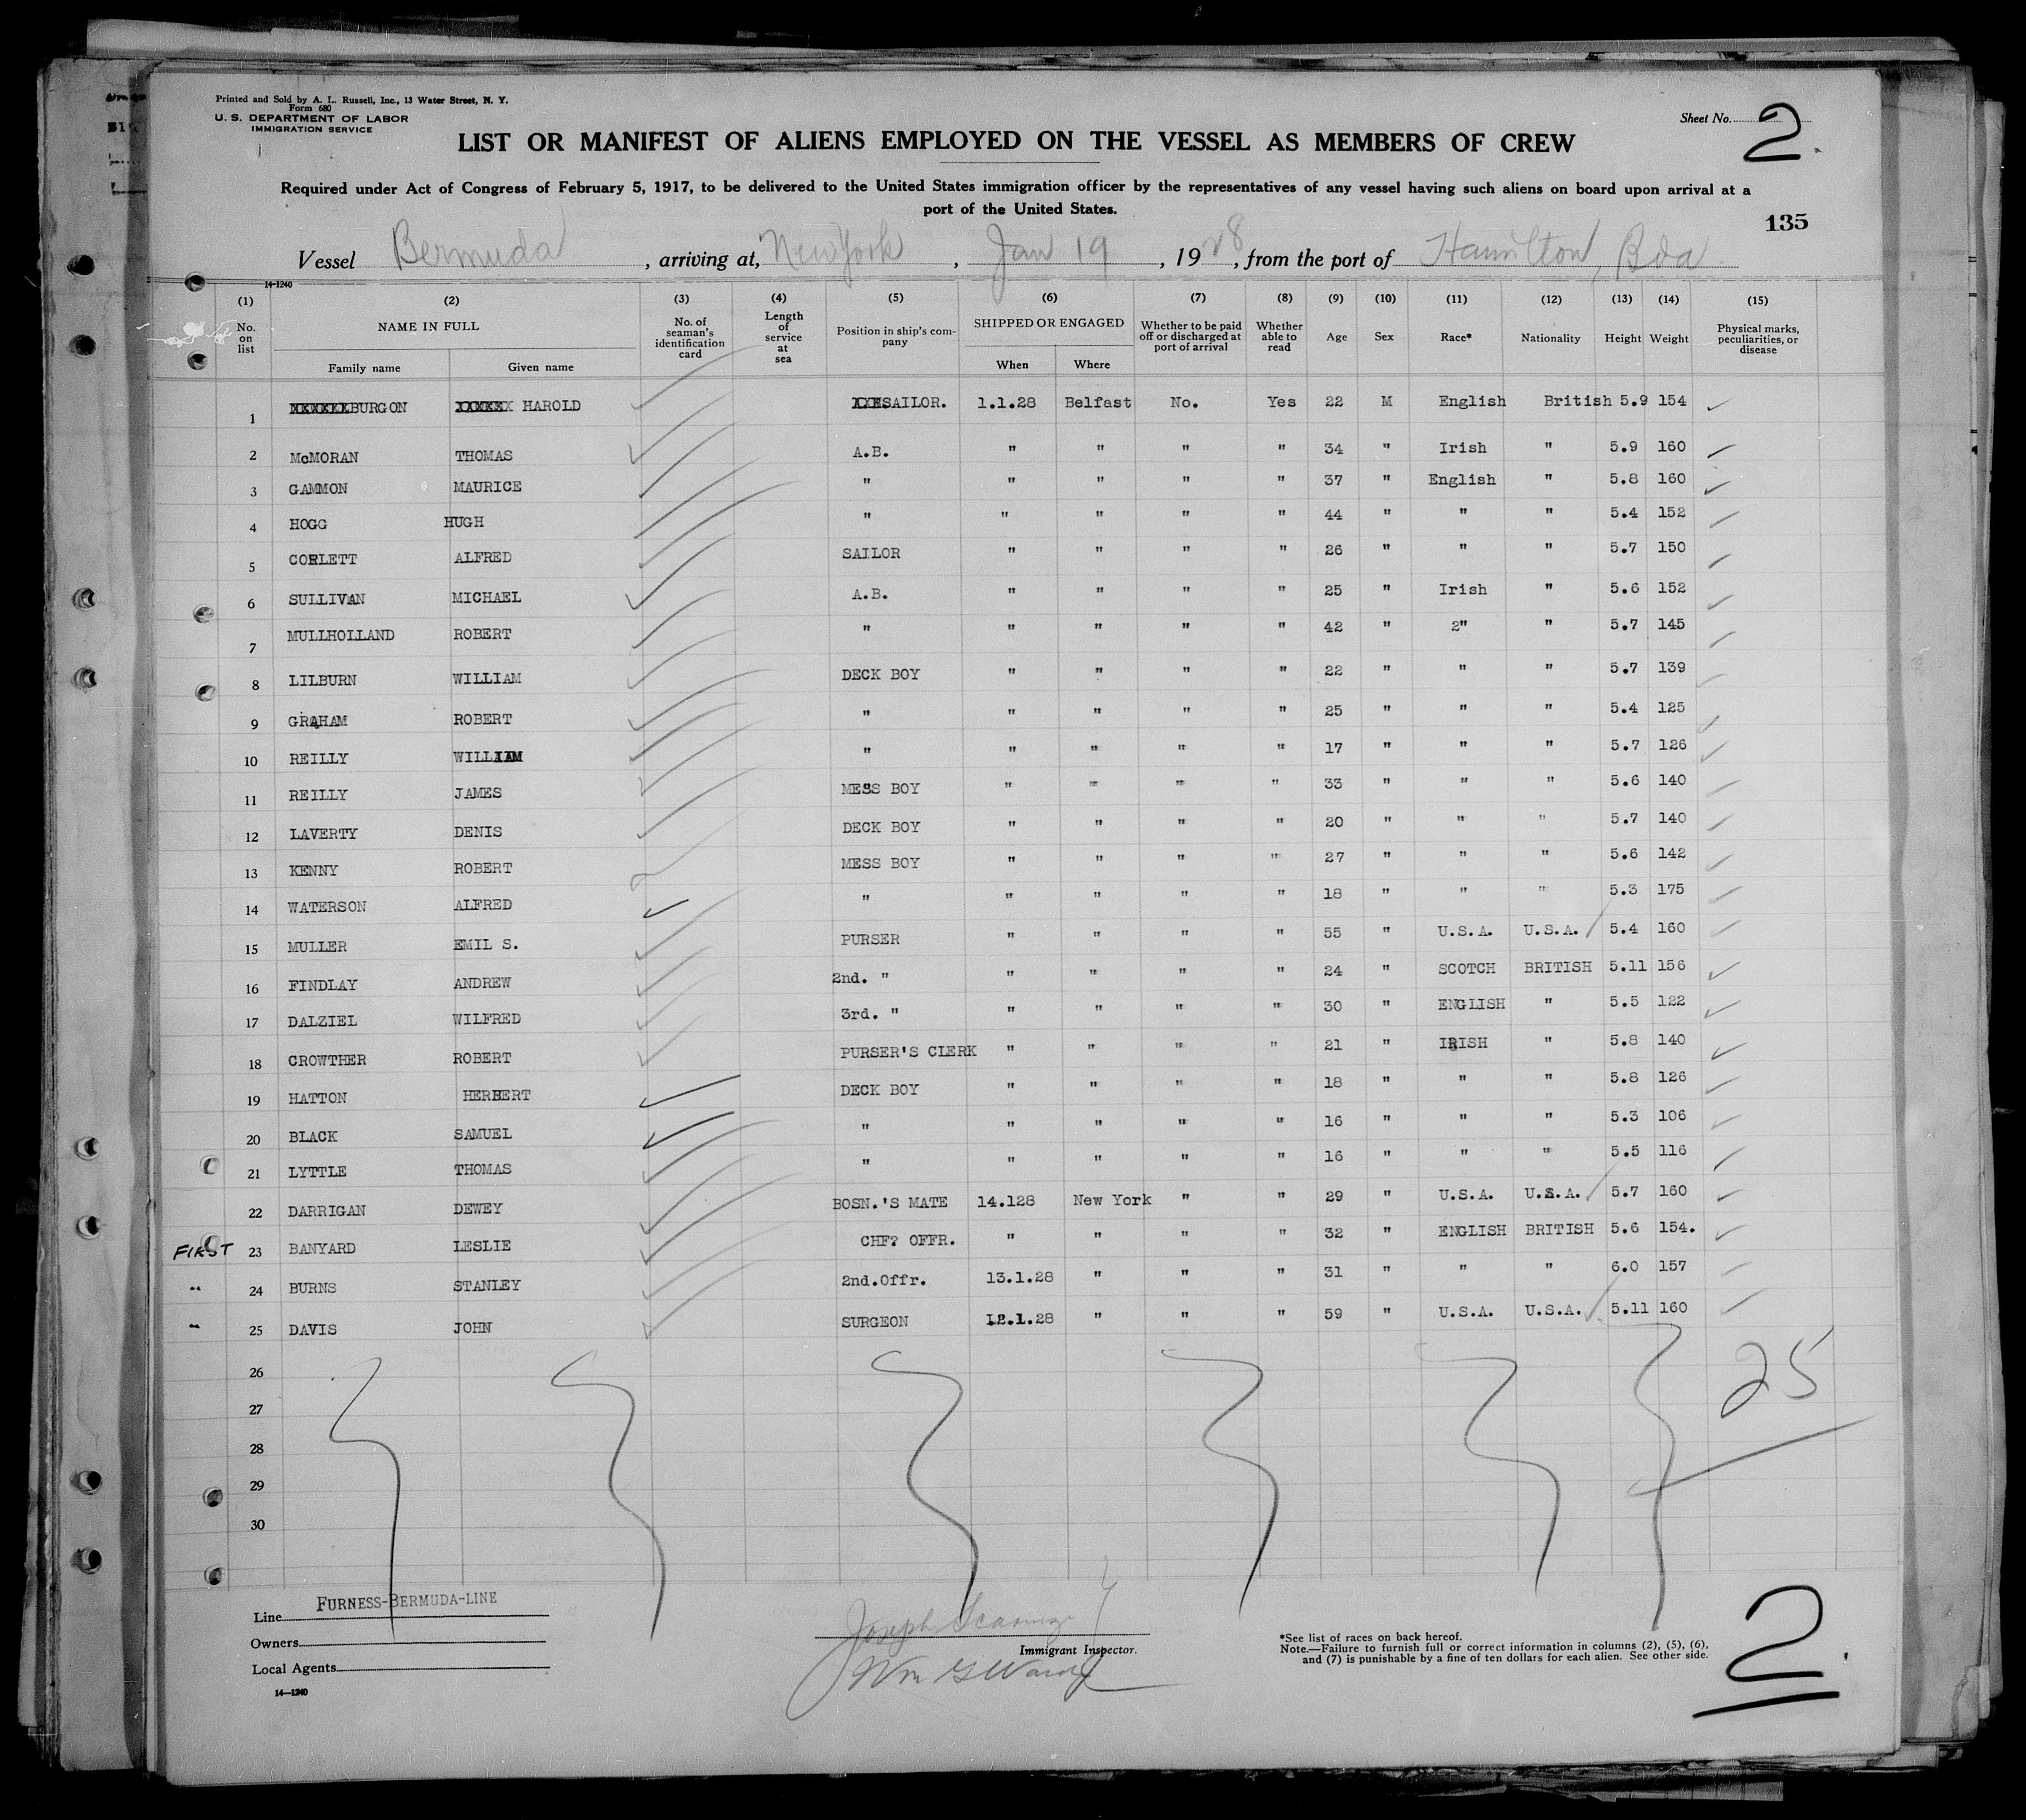 Printed and Sold by A. L. Russell, Inc., 13 Water Street, N. Y.
Form 680
U. S. DEPARTMENT OF LABOR
IMMIGRATION SERVICE
Sheet No. 2
LIST OR MANIFEST OF ALIENS EMPLOYED ON THE VESSEL AS MEMBERS OF CREW
Required under Act of Congress of February 5, 1917, to be delivered to the United States immigration officer by the representatives of any vessel having such aliens on board upon arrival at a
port of the United States.
135
Vessel Bermuda, arriving at, New York, Jan 19, 1928, from the port of Hamilton, Bda
14-1240
(1) (2) (3) (4) (5) (6) (7) (8) (9) (10) (11) (12) (13) (14) (15)
No. on list NAME IN FULL Family name Given name No. of seaman's identification card Length of service at sea Position in ship's company SHIPPED OR ENGAGED When Where Whether to be paid off or discharged at port of arrival Whether able to read Age Sex Race* Nationality Height Weight Physical marks, peculiarities, or disease
1 BURGON HAROLD SAILOR. 1.1.28 Belfast No. Yes 22 M English British 5.9 154
2 McMORAN THOMAS A.B. " " " " 34 " Irish " 5.9 160
3 GAMMON MAURICE " " " " " 37 " English " 5.8 160
4 HOGG HUGH " " " " " 44 " " " 5.4 152
5 CORLETT ALFRED SAILOR " " " " 26 " " " 5.7 150
6 SULLIVAN MICHAEL A.B. " " " " 25 " Irish " 5.6 152
7 MULLHOLLAND ROBERT " " " " " 42 " 2" " 5.7 145
8 LILBURN WILLIAM DECK BOY " " " " 22 " " " 5.7 139
9 GRAHAM ROBERT " " " " " 25 " " " 5.4 125
10 REILLY WILLIAM " " " " " 17 " " " 5.7 126
11 REILLY JAMES MESS BOY " " " " 33 " " " 5.6 140
12 LAVERTY DENIS DECK BOY " " " " 20 " " " 5.7 140
13 KENNY ROBERT MESS BOY " " " " 27 " " " 5.6 142
14 WATERSON ALFRED " " " " " 18 " " " 5.3 175
15 MULLER EMIL S. PURSER " " " " 55 " U.S.A. U.S.A. 5.4 160
16 FINDLAY ANDREW 2nd. " " " " " 24 " SCOTCH BRITISH 5.11 156
17 DALZIEL WILFRED 3rd. " " " " " 30 " ENGLISH " 5.5 122
18 CROWTHER ROBERT PURSER'S CLERK " " " " 21 " IRISH " 5.8 140
19 HATTON HERBERT DECK BOY " " " " 18 " " " 5.8 126
20 BLACK SAMUEL " " " " " 16 " " " 5.3 106
21 LYTTLE THOMAS " " " " " 16 " " " 5.5 116
22 DARRIGAN DEWEY BOSN.'S MATE 14.128 New York " " 29 " U.S.A. U.S.A. 5.7 160
FIRST 23 BANYARD LESLIE CHF? OFFR. " " " " 32 " ENGLISH BRITISH 5.6 154.
" 24 BURNS STANLEY 2nd.Offr. 13.1.28 " " " 31 " " " 6.0 157
" 25 DAVIS JOHN SURGEON 12.1.28 " " " 59 " U.S.A. U.S.A. 5.11 160
26
27
28
29
30
25
Line FURNESS-BERMUDA-LINE
Owners
Local Agents
14-1240
Joseph
Immigrant Inspector.
Wm G Ward
*See list of races on back hereof.
Note.—Failure to furnish full or correct information in columns (2), (5), (6),
and (7) is punishable by a fine of ten dollars for each alien. See other side.
2